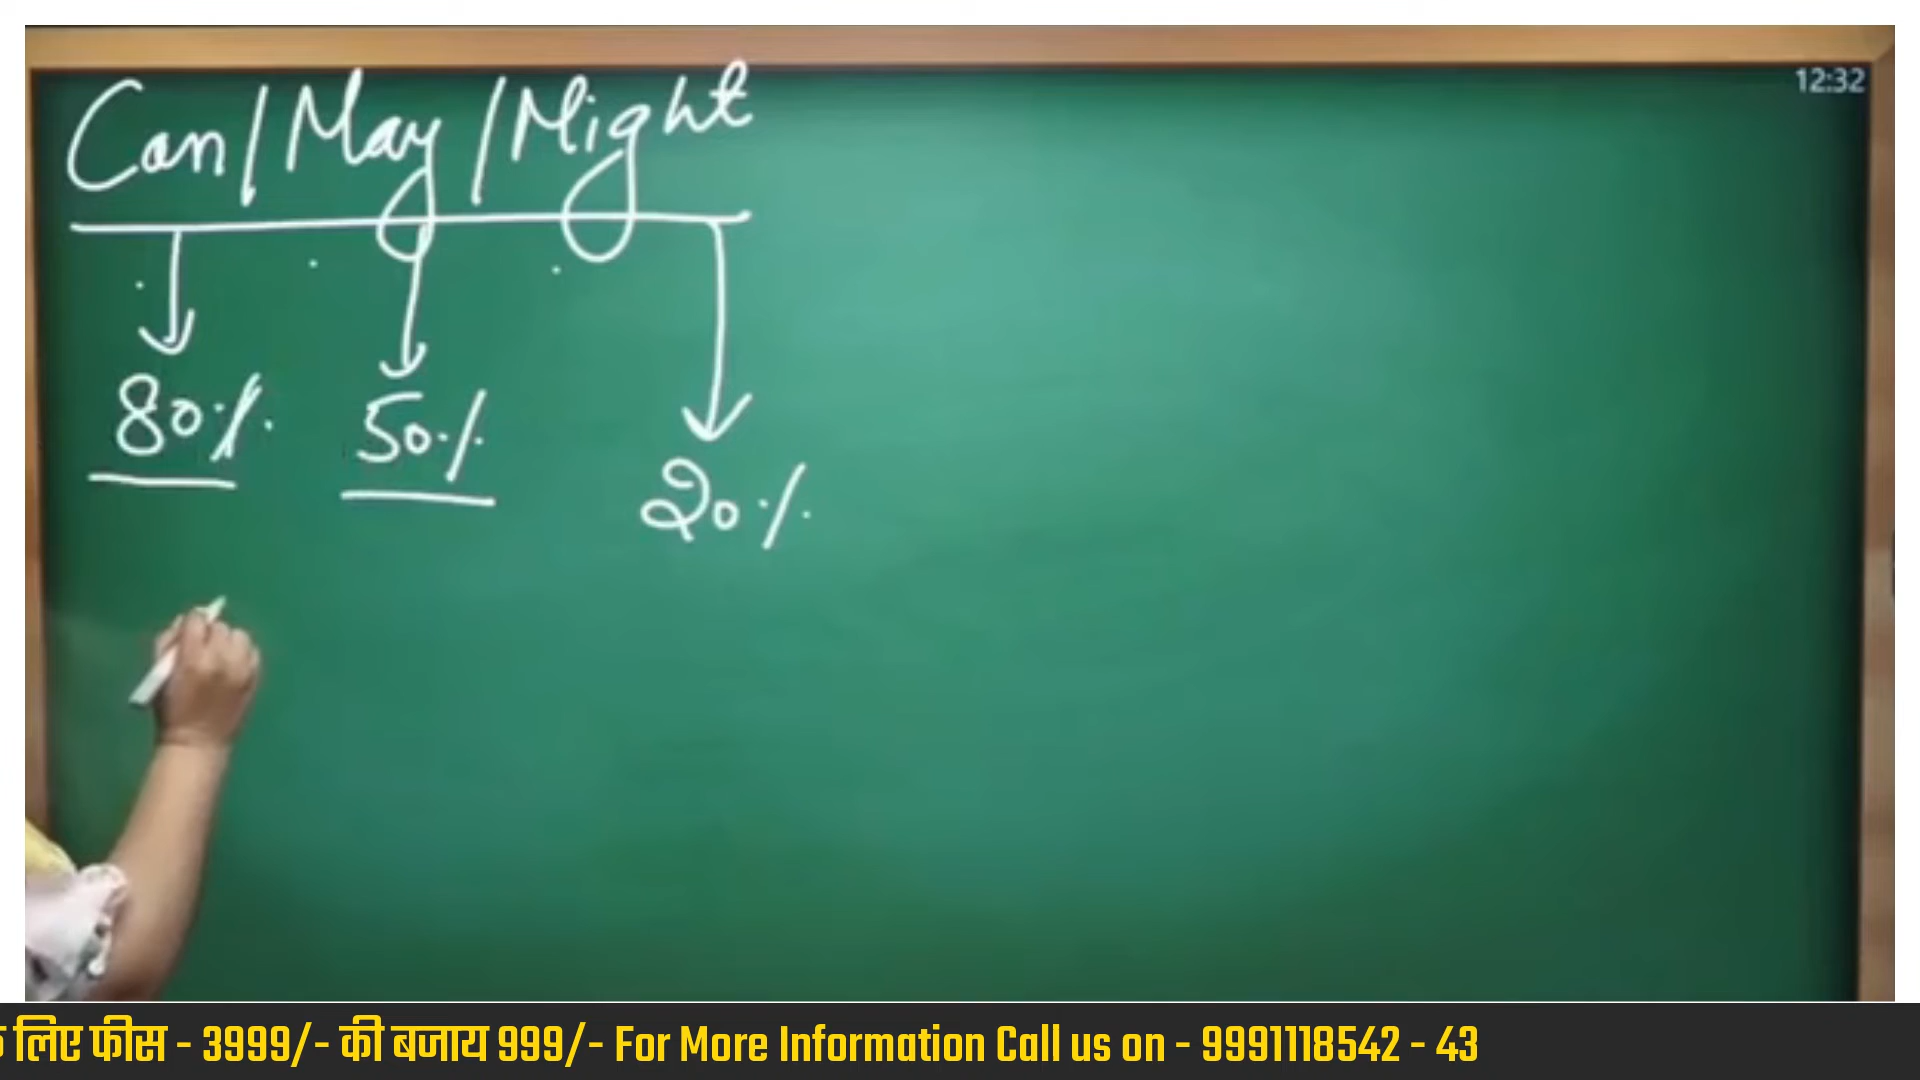 12:32
Can/May/Might
80% 50% 20%
लिए फीस - 3999/- की बजाय 999/- For More Information Call us on - 9991118542 - 43